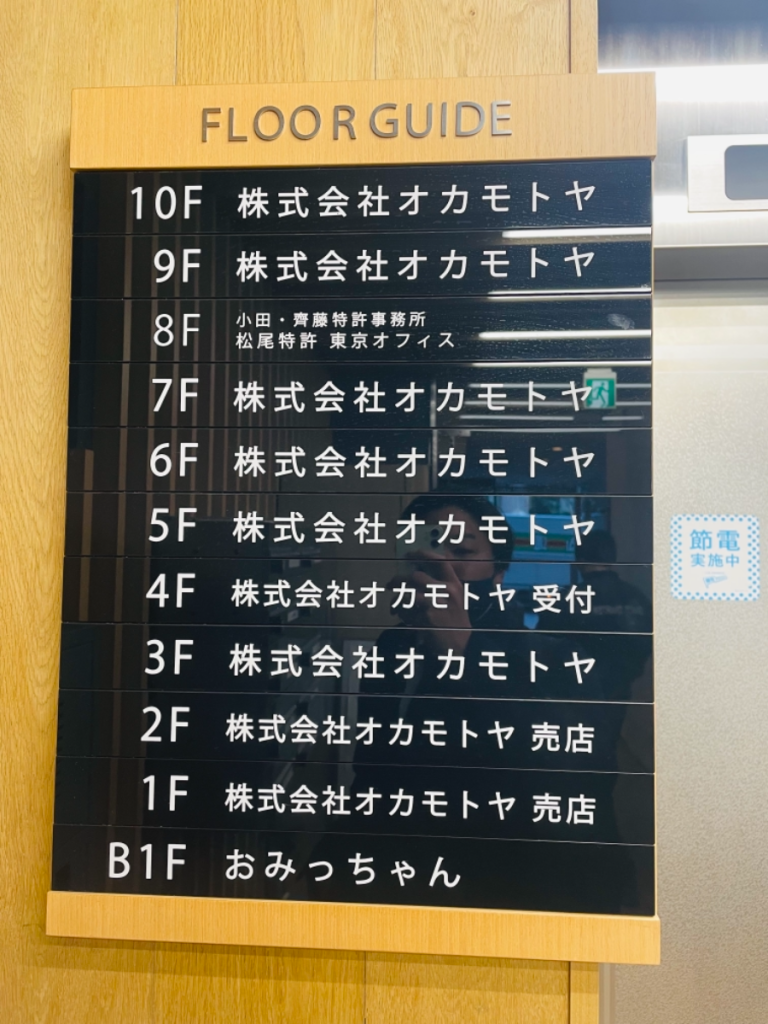 FLOOR GUIDE
10F 株式会社オカモトヤ
9F 株式会社オカモトヤ
8F 小田・齊藤特許事務所
松尾特許 東京オフィス
7F 株式会社オカモトヤ
6F 株式会社オカモトヤ
5F 株式会社オカモトヤ
4F 株式会社オカモトヤ 受付
3F 株式会社オカモトヤ
2F 株式会社オカモトヤ 売店
1F 株式会社オカモトヤ 売店
B1F おみっちゃん
節電
実施中